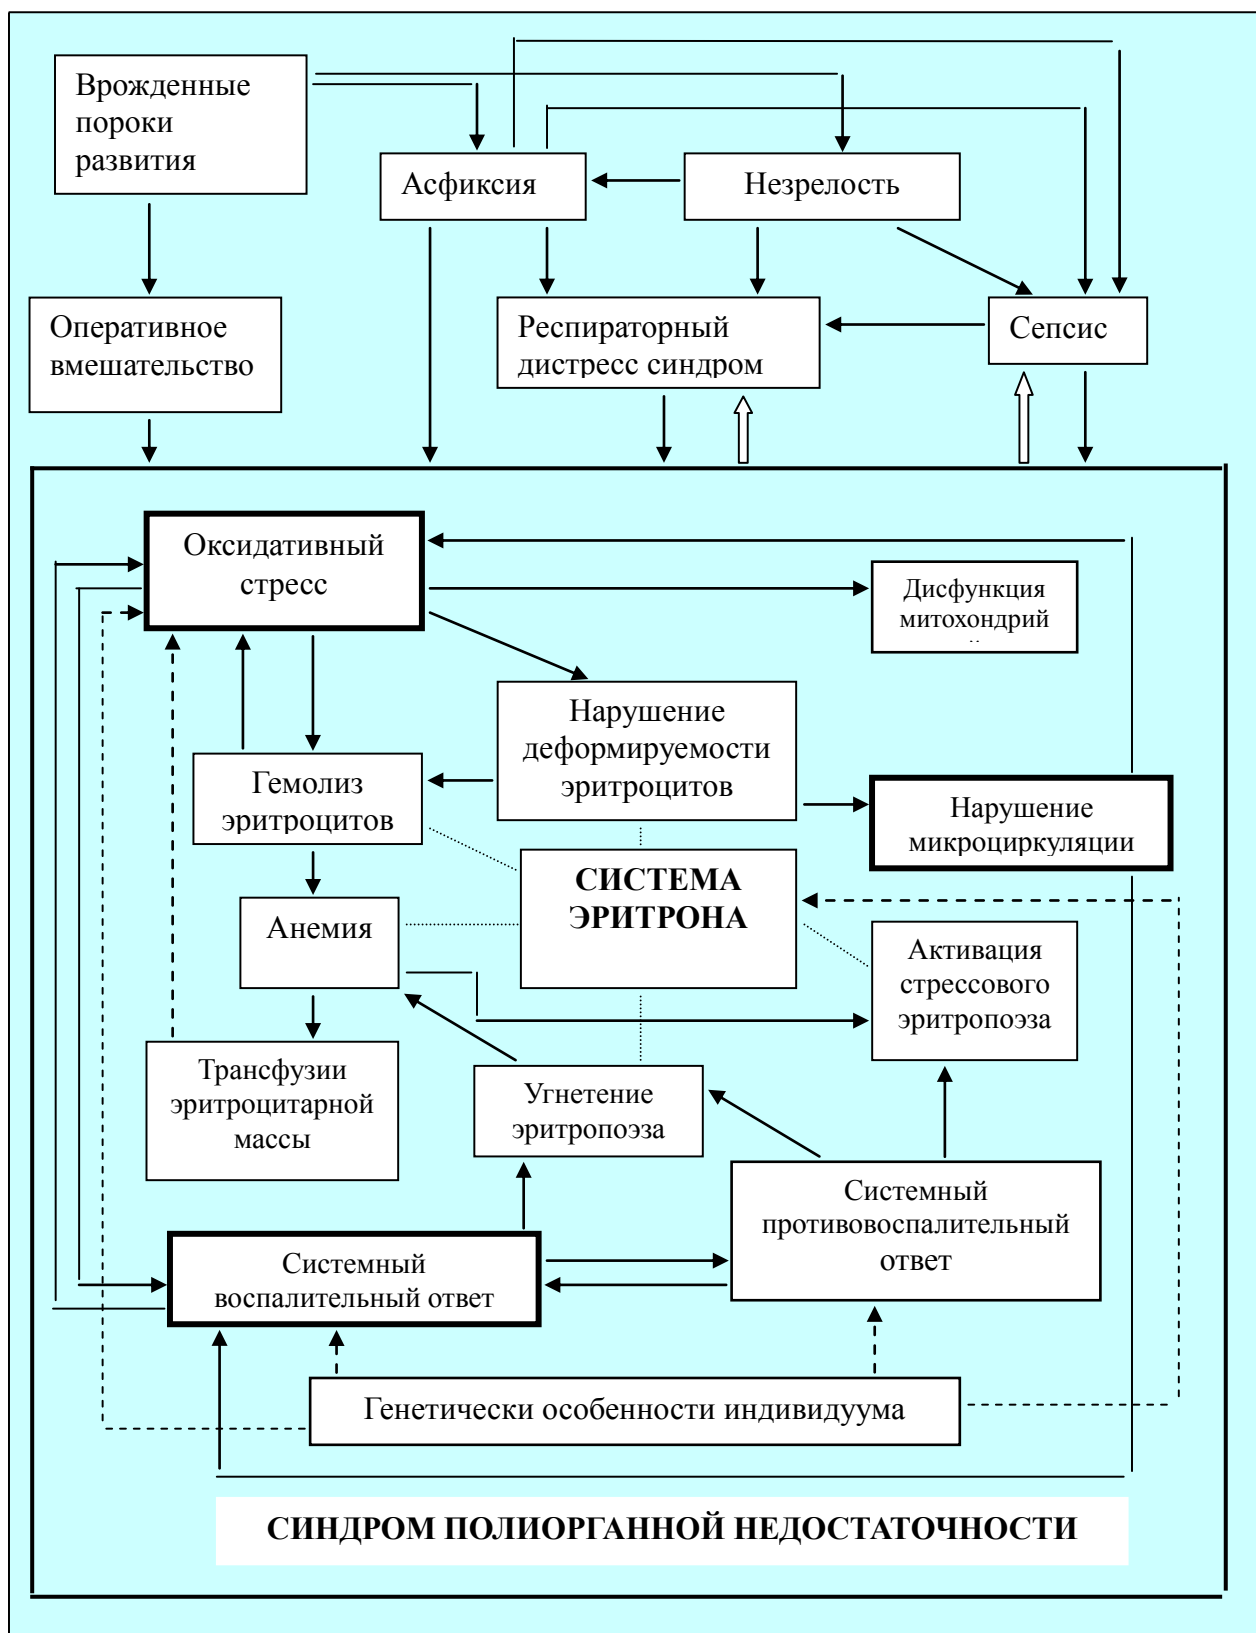 Врожденные
пороки
развития
Асфиксия
Незрелость
Оперативное
вмешательство
Респираторный
дистресс синдром
Сепсис
Оксидативный
стресс
Дисфункция
митохондрий
Нарушение
деформируемости
эритроцитов
Гемолиз
эритроцитов
Нарушение
микроциркуляции
СИСТЕМА
ЭРИТРОНА
Анемия
Активация
стрессового
эритропоэза
Трансфузии
эритроцитарной
массы
Угнетение
эритропоэза
Системный
противовоспалительный
ответ
Системный
воспалительный ответ
Генетически особенности индивидуума
СИНДРОМ ПОЛИОРГАННОЙ НЕДОСТАТОЧНОСТИ